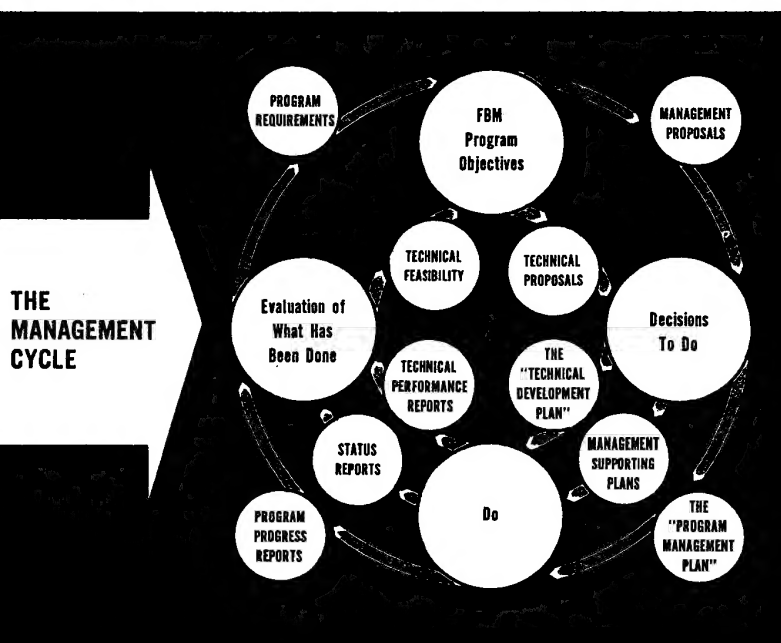 THE
MANAGEMENT
CYCLE
PROGRAM
REQUIREMENTS
FBM
Program
Objectives
MANAGEMENT
PROPOSALS
TECHNICAL
FEASIBILITY
TECHNICAL
PROPOSALS
Evaluation of
What Has
Been Done
Decisions
To Do
TECHNICAL
PERFORMANCE
REPORTS
THE
"TECHNICAL
DEVELOPMENT
PLAN"
STATUS
REPORTS
MANAGEMENT
SUPPORTING
PLANS
Do
PROGRAM
PROGRESS
REPORTS
THE
"PROGRAM
MANAGEMENT
PLAN"